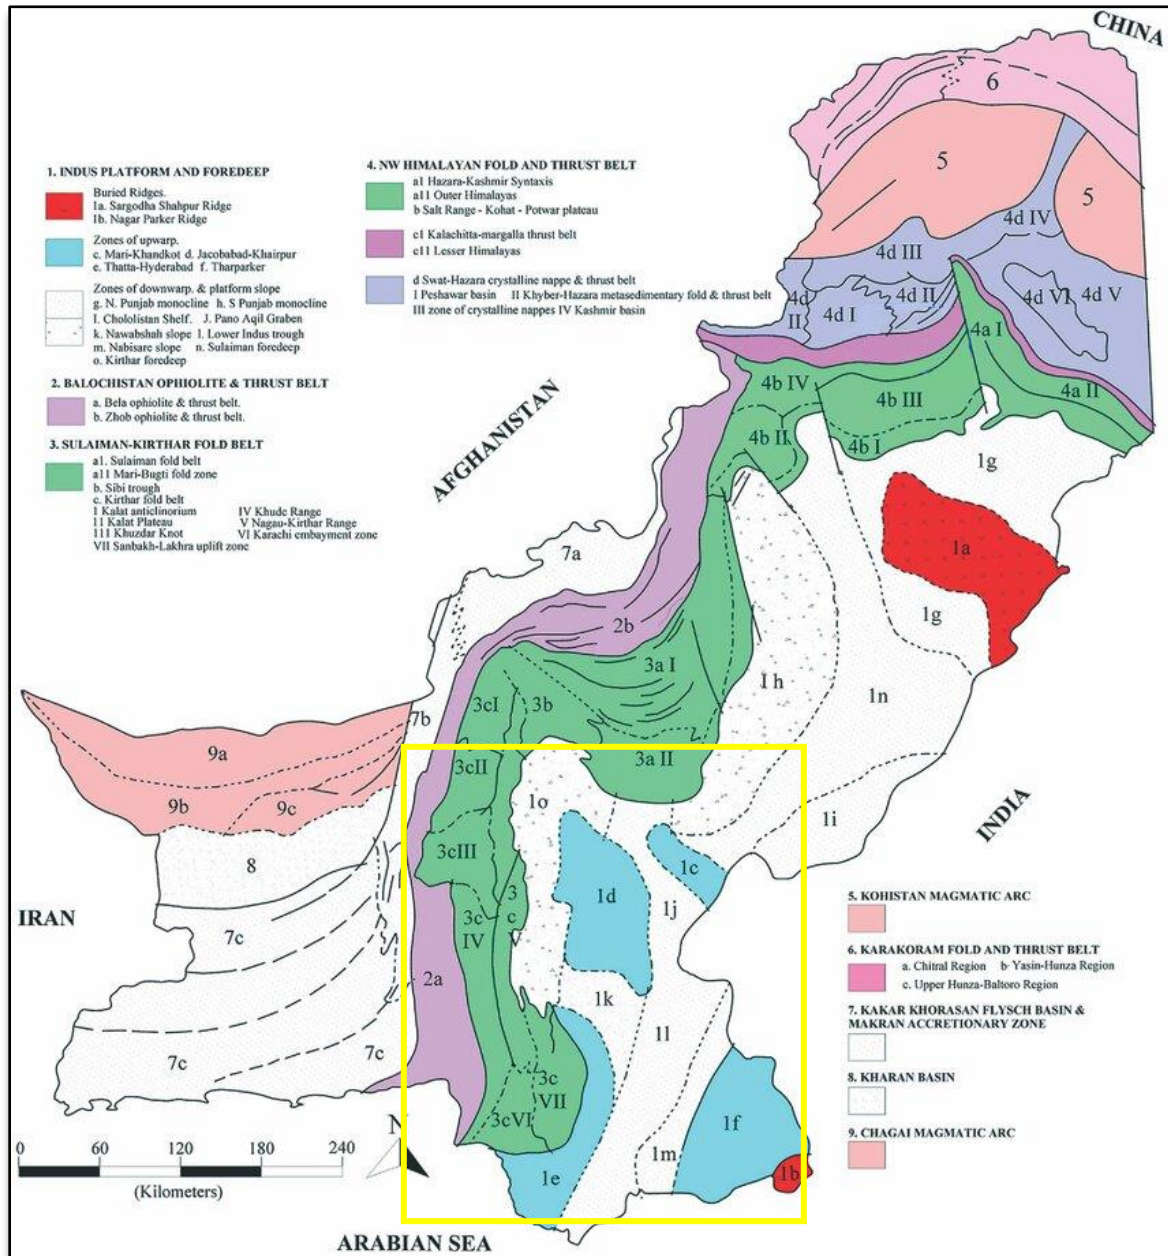 CHINA
6
5
5
1. INDUS PLATFORM AND FOREDEEP
Buried Ridges.
1a. Sargodha Shahpur Ridge
1b. Nagar Parker Ridge
Zones of upwarp.
c. Mari-Khandkot d. Jacobabad-Khairpur
e. Thatta-Hyderabad f. Tharparker
Zones of downwarp. & platform slope
g. N. Punjab monocline h. S Punjab monocline
I. Chololistan Shelf. J. Pano Aqil Graben
k. Nawabshah slope l. Lower Indus trough
m. Nabisare slope n. Sulaiman foredeep
o. Kirthar foredeep
2. BALOCHISTAN OPHIOLITE & THRUST BELT
a. Bela ophiolite & thrust belt.
b. Zhob ophiolite & thrust belt.
3. SULAIMAN-KIRTHAR FOLD BELT
a1. Sulaiman fold belt
a11 Mari-Bugti fold zone
b. Sibi trough
c. Kirthar fold belt
1 Kalat anticlinorium IV Khude Range
11 Kalat Plateau V Nagau-Kirthar Range
111 Khuzdar Knot VI Karachi embayment zone
VII Sanbakh-Lakhra uplift zone
4. NW HIMALAYAN FOLD AND THRUST BELT
a1 Hazara-Kashmir Syntaxis
a11 Outer Himalayas
b Salt Range - Kohat - Potwar plateau
c1 Kalachitta-margalla thrust belt
c11 Lesser Himalayas
d Swat-Hazara crystalline nappe & thrust belt
I Peshawar basin II Khyber-Hazara metasedimentary fold & thrust belt
III zone of crystalline nappes IV Kashmir basin
4d IV
4d III
4d II
4d VI
4d V
4d
II
4d I
4a I
4a II
4b IV
4b III
4b II
4b I
AFGHANISTAN
1g
1a
1g
7a
2b
3a I
I h
1n
3cI
3b
7b
9a
3a II
3cII
1o
9b
9c
1i
INDIA
3cIII
1c
8
1d
3
c
V
3c
IV
1j
IRAN
7c
2a
1k
1l
7c
7c
3c
VII
3cVI
1f
1m
1b
1e
N
0 60 120 180 240
(Kilometers)
ARABIAN SEA
5. KOHISTAN MAGMATIC ARC
6. KARAKORAM FOLD AND THRUST BELT
a. Chitral Region b- Yasin-Hunza Region
c. Upper Hunza-Baltoro Region
7. KAKAR KHORASAN FLYSCH BASIN &
MAKRAN ACCRETIONARY ZONE
8. KHARAN BASIN
9. CHAGAI MAGMATIC ARC